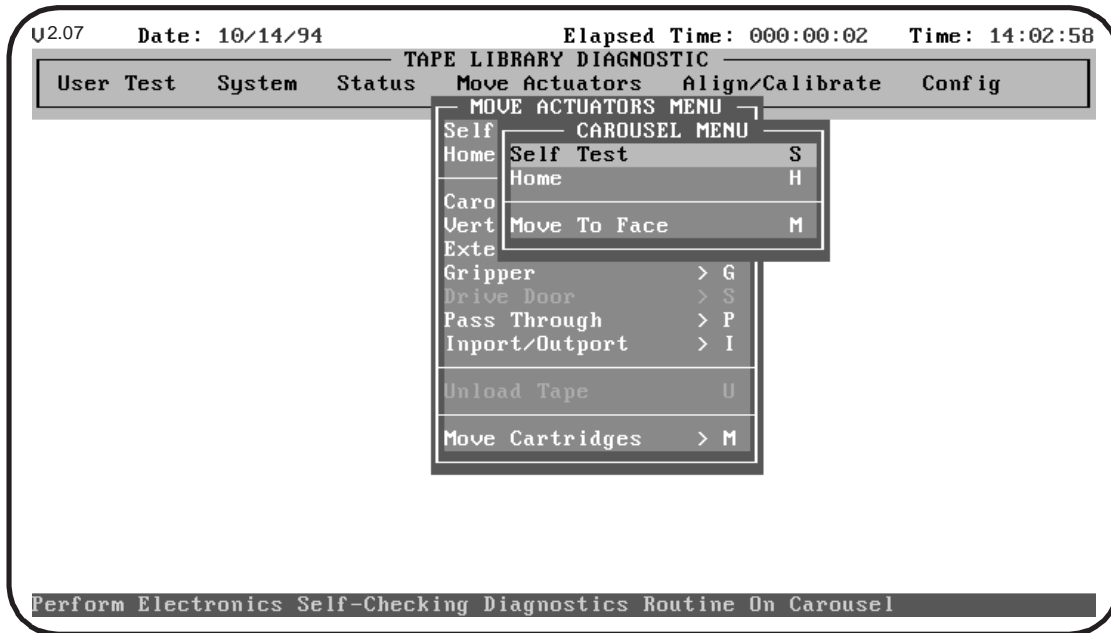 V2.07 Date: 10/14/94 Elapsed Time: 000:00:02 Time: 14:02:58
TAPE LIBRARY DIAGNOSTIC
User Test System Status Move Actuators Align/Calibrate Config
MOVE ACTUATORS MENU
Self
Home
Caro
Vert
Exte
Gripper > G
Drive Door > S
Pass Through > P
Inport/Outport > I
Unload Tape U
Move Cartridges > M
CAROUSEL MENU
Self Test S
Home H
Move To Face M
Perform Electronics Self-Checking Diagnostics Routine On Carousel